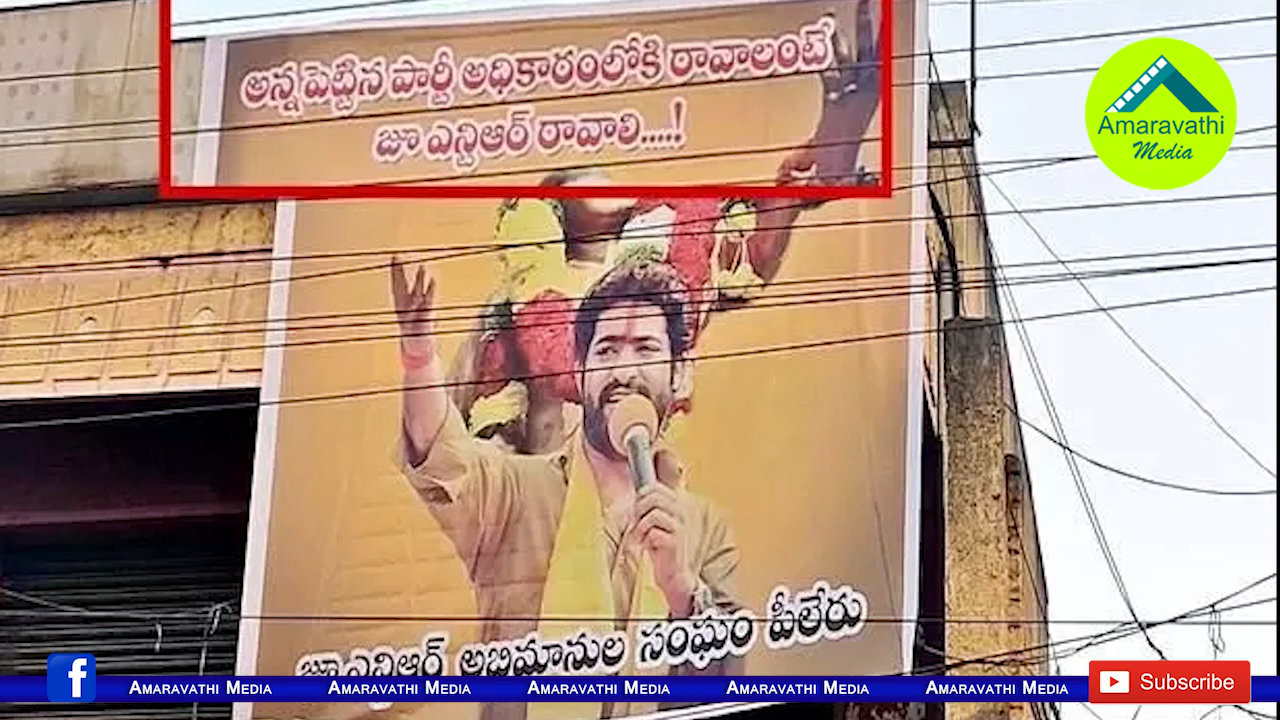 అన్న పెట్టిన పార్టీ అధికారంలోకి రావాలంటే
జూ ఎన్టిఆర్ రావాలి.....!
Amaravathi
Media
జూ ఎన్టిఆర్ అభిమానుల సంఘం పీలేరు
f Amaravathi Media Amaravathi Media Amaravathi Media Amaravathi Media Amaravathi Media Subscribe